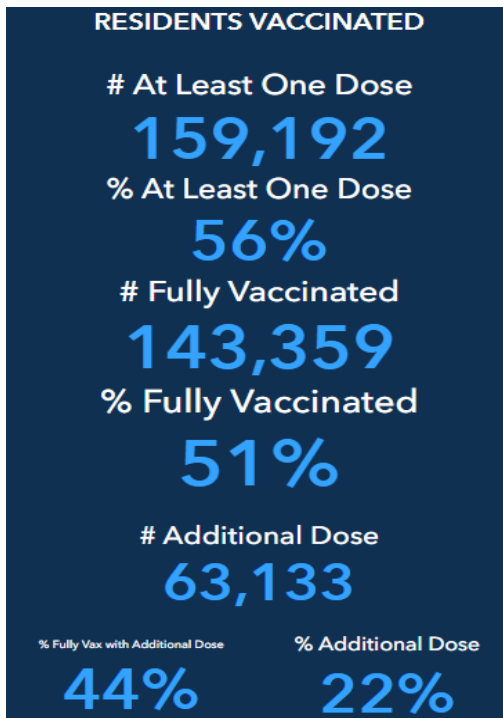 RESIDENTS VACCINATED
# At Least One Dose
159,192
% At Least One Dose
56%
# Fully Vaccinated
143,359
% Fully Vaccinated
51%
# Additional Dose
63,133
% Fully Vax with Additional Dose
44%
% Additional Dose
22%